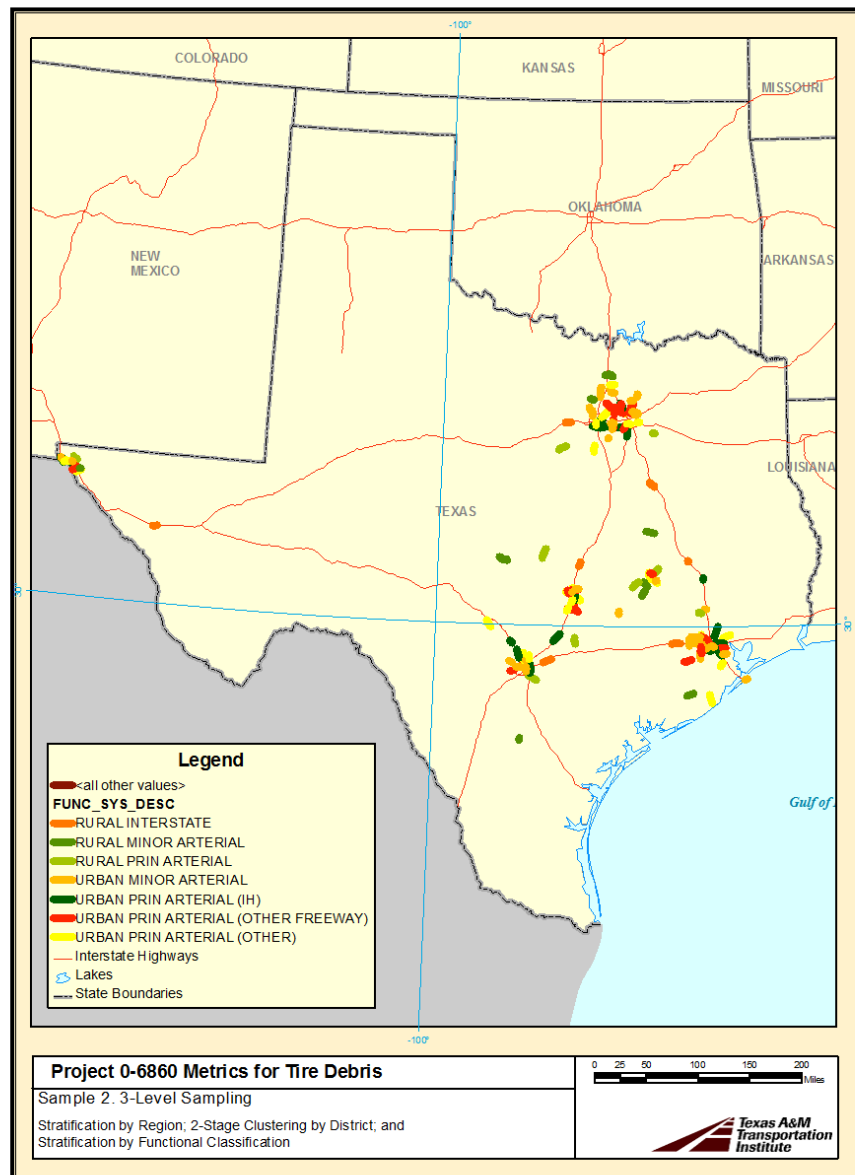 -100°
COLORADO
KANSAS
MISSOURI
OKLAHOMA
NEW
MEXICO
ARKANSAS
LOUISIANA
TEXAS
30°
30°
Gulf of
Legend
<all other values>
FUNC_SYS_DESC
RURAL INTERSTATE
RURAL MINOR ARTERIAL
RURAL PRIN ARTERIAL
URBAN MINOR ARTERIAL
URBAN PRIN ARTERIAL (IH)
URBAN PRIN ARTERIAL (OTHER FREEWAY)
URBAN PRIN ARTERIAL (OTHER)
Interstate Highways
Lakes
State Boundaries
-100°
Project 0-6860 Metrics for Tire Debris
Sample 2. 3-Level Sampling
Stratification by Region; 2-Stage Clustering by District; and
Stratification by Functional Classification
0 25 50 100 150 200
Miles
Texas A&M
Transportation
Institute